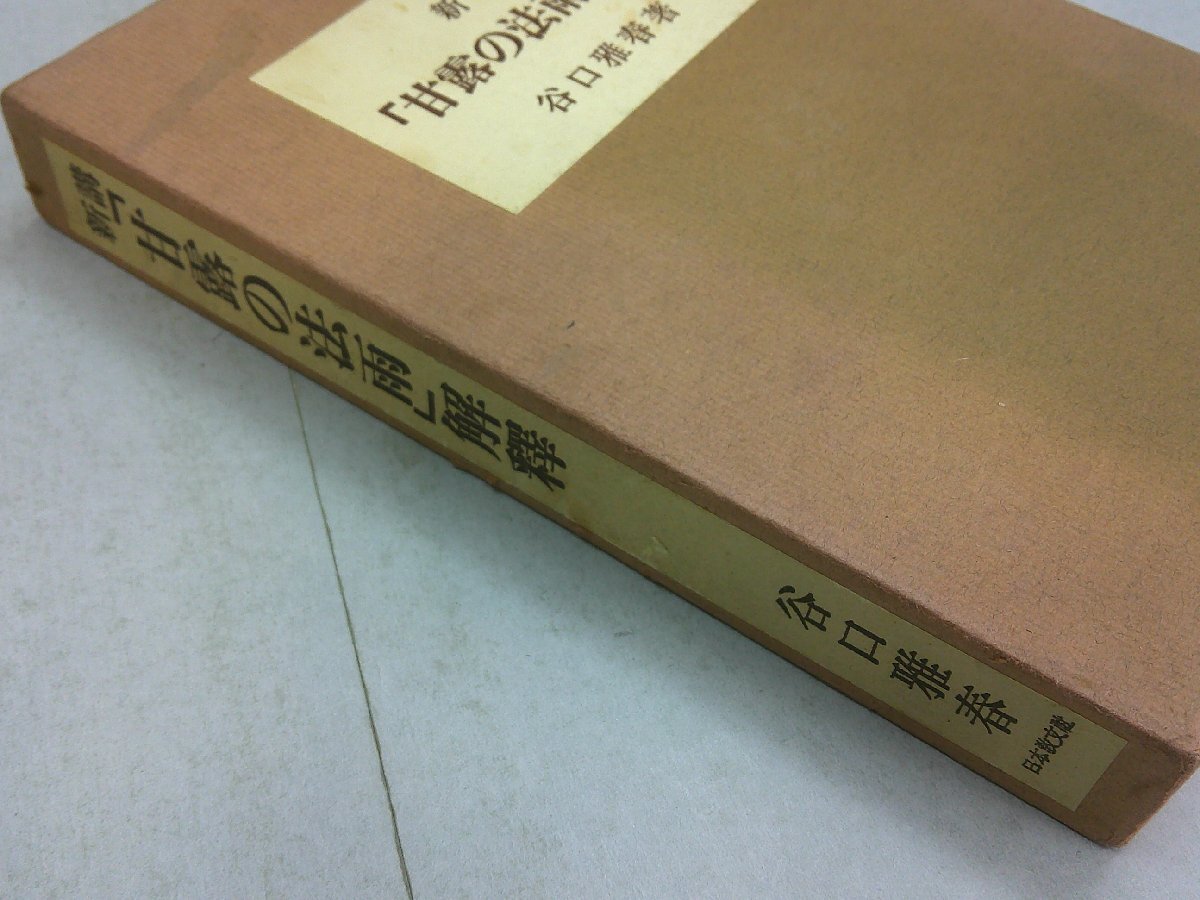 新
「甘露の法雨
谷口雅春著
新講「甘露の法雨」解釋
谷口雅春
日本教文社